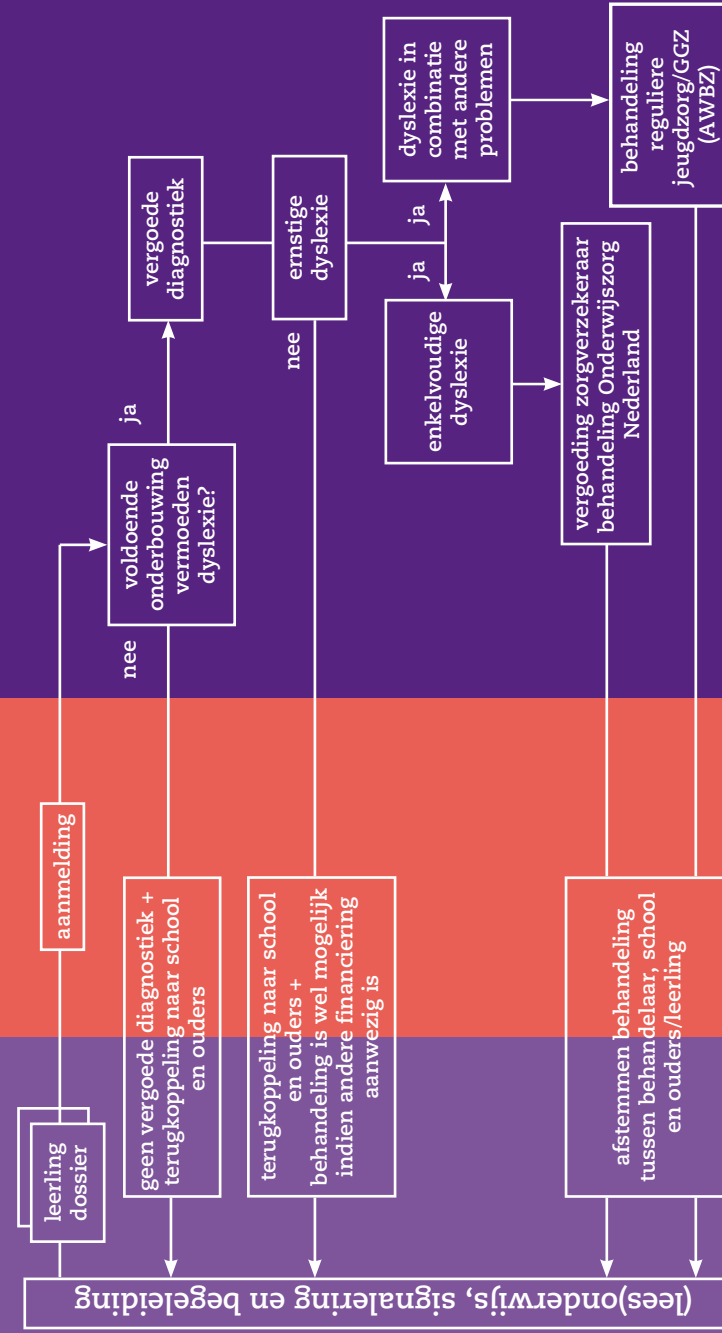 (lees)onderwijs, signalering en begeleiding
leerling
dossier
aanmelding
voldoende
onderbouwing
vermoeden
dyslexie?
ja
nee
vergoede
diagnostiek
geen vergoede diagnostiek +
terugkoppeling naar school
en ouders
ernstige
dyslexie
nee
ja
ja
terugkoppeling naar school
en ouders +
behandeling is wel mogelijk
indien andere financiering
aanwezig is
enkelvoudige
dyslexie
dyslexie in
combinatie
met andere
problemen
vergoeding zorgverzekeraar
behandeling Onderwijszorg
Nederland
behandeling
reguliere
jeugdzorg/GGZ
(AWBZ)
afstemmen behandeling
tussen behandelaar, school
en ouders/leerling